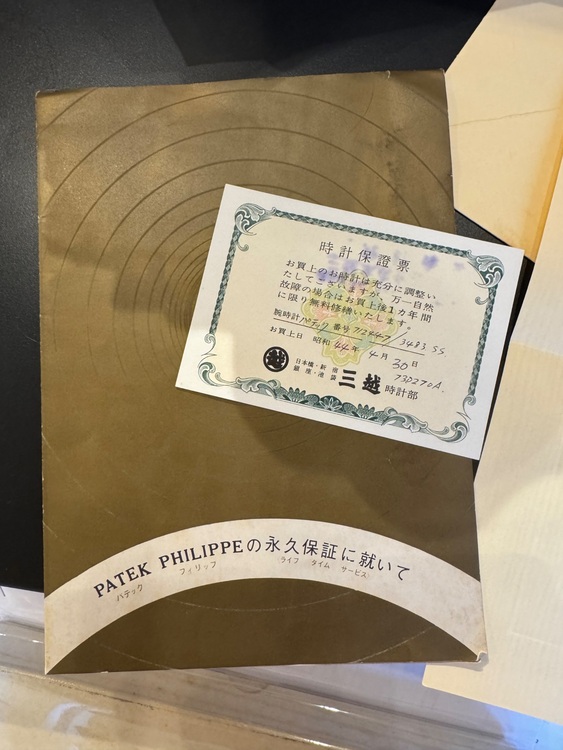 時計保證票
お買上のお時計は充分に調整い
たしてございますが、万一自然
故障の場合はお買上後1カ年間
に限り無料修繕いたします。
腕時計パテック 番号 / 3483 SS
お買上日 昭和 44年 4月 30日
越
日本橋・新宿
銀座・池袋
三越 時計部
PATEK PHILIPPEの永久保証に就いて
パテック フィリップ ライフ タイム サービス